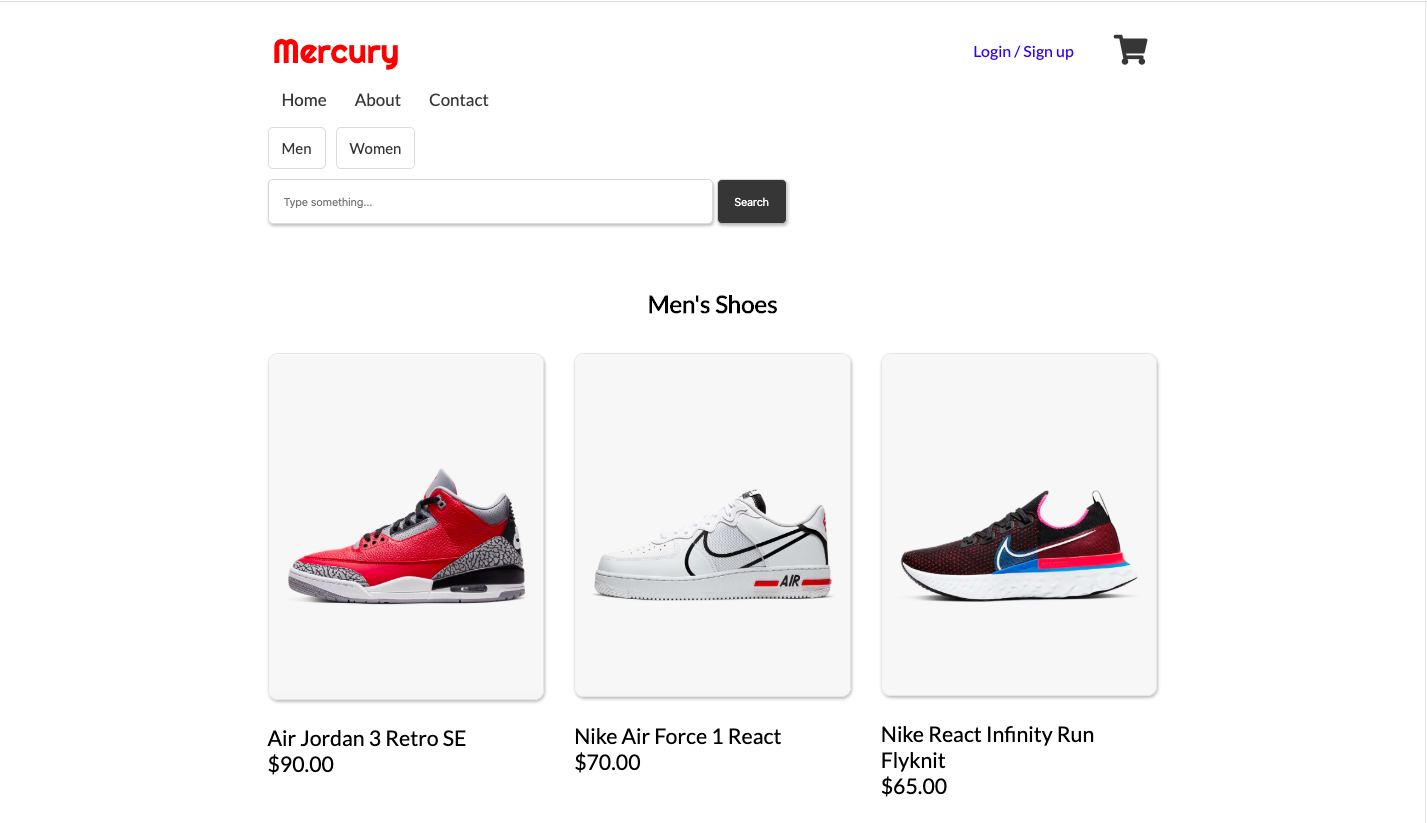 Mercury
Login / Sign up
Home About Contact
Men Women
Type something...
Search
Men's Shoes
AIR
Air Jordan 3 Retro SE
$90.00
Nike Air Force 1 React
$70.00
Nike React Infinity Run
Flyknit
$65.00